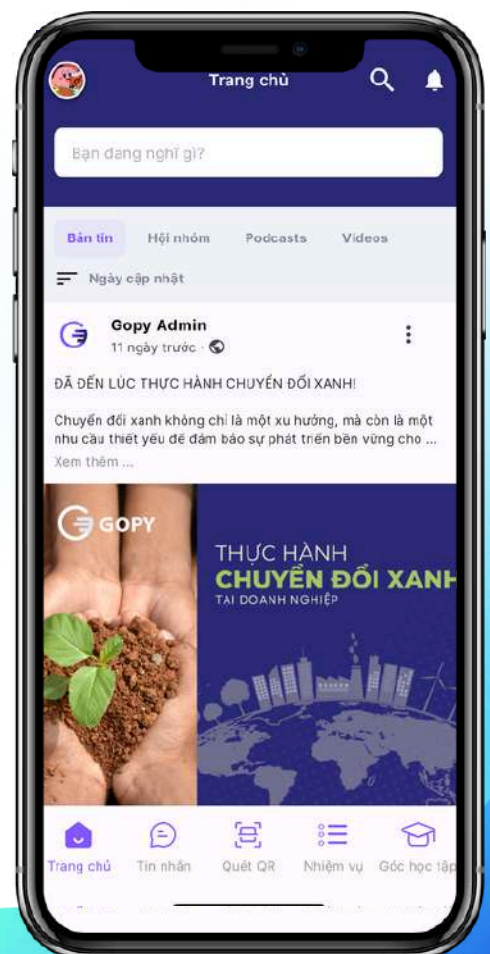 Trang chủ
Bạn đang nghĩ gì?
Bản tin
Hội nhóm
Podcasts
Videos
Ngày cập nhật
Gopy Admin
11 ngày trước ·
ĐÃ ĐẾN LÚC THỰC HÀNH CHUYỂN ĐỔI XANH!
Chuyển đổi xanh không chỉ là một xu hướng, mà còn là một
nhu cầu thiết yếu để đảm bảo sự phát triển bền vững cho ...
Xem thêm ...
GOPY
THỰC HÀNH
CHUYỂN ĐỔI XANH
TẠI DOANH NGHIỆP
Trang chủ
Tin nhắn
Quét QR
Nhiệm vụ
Góc học tập